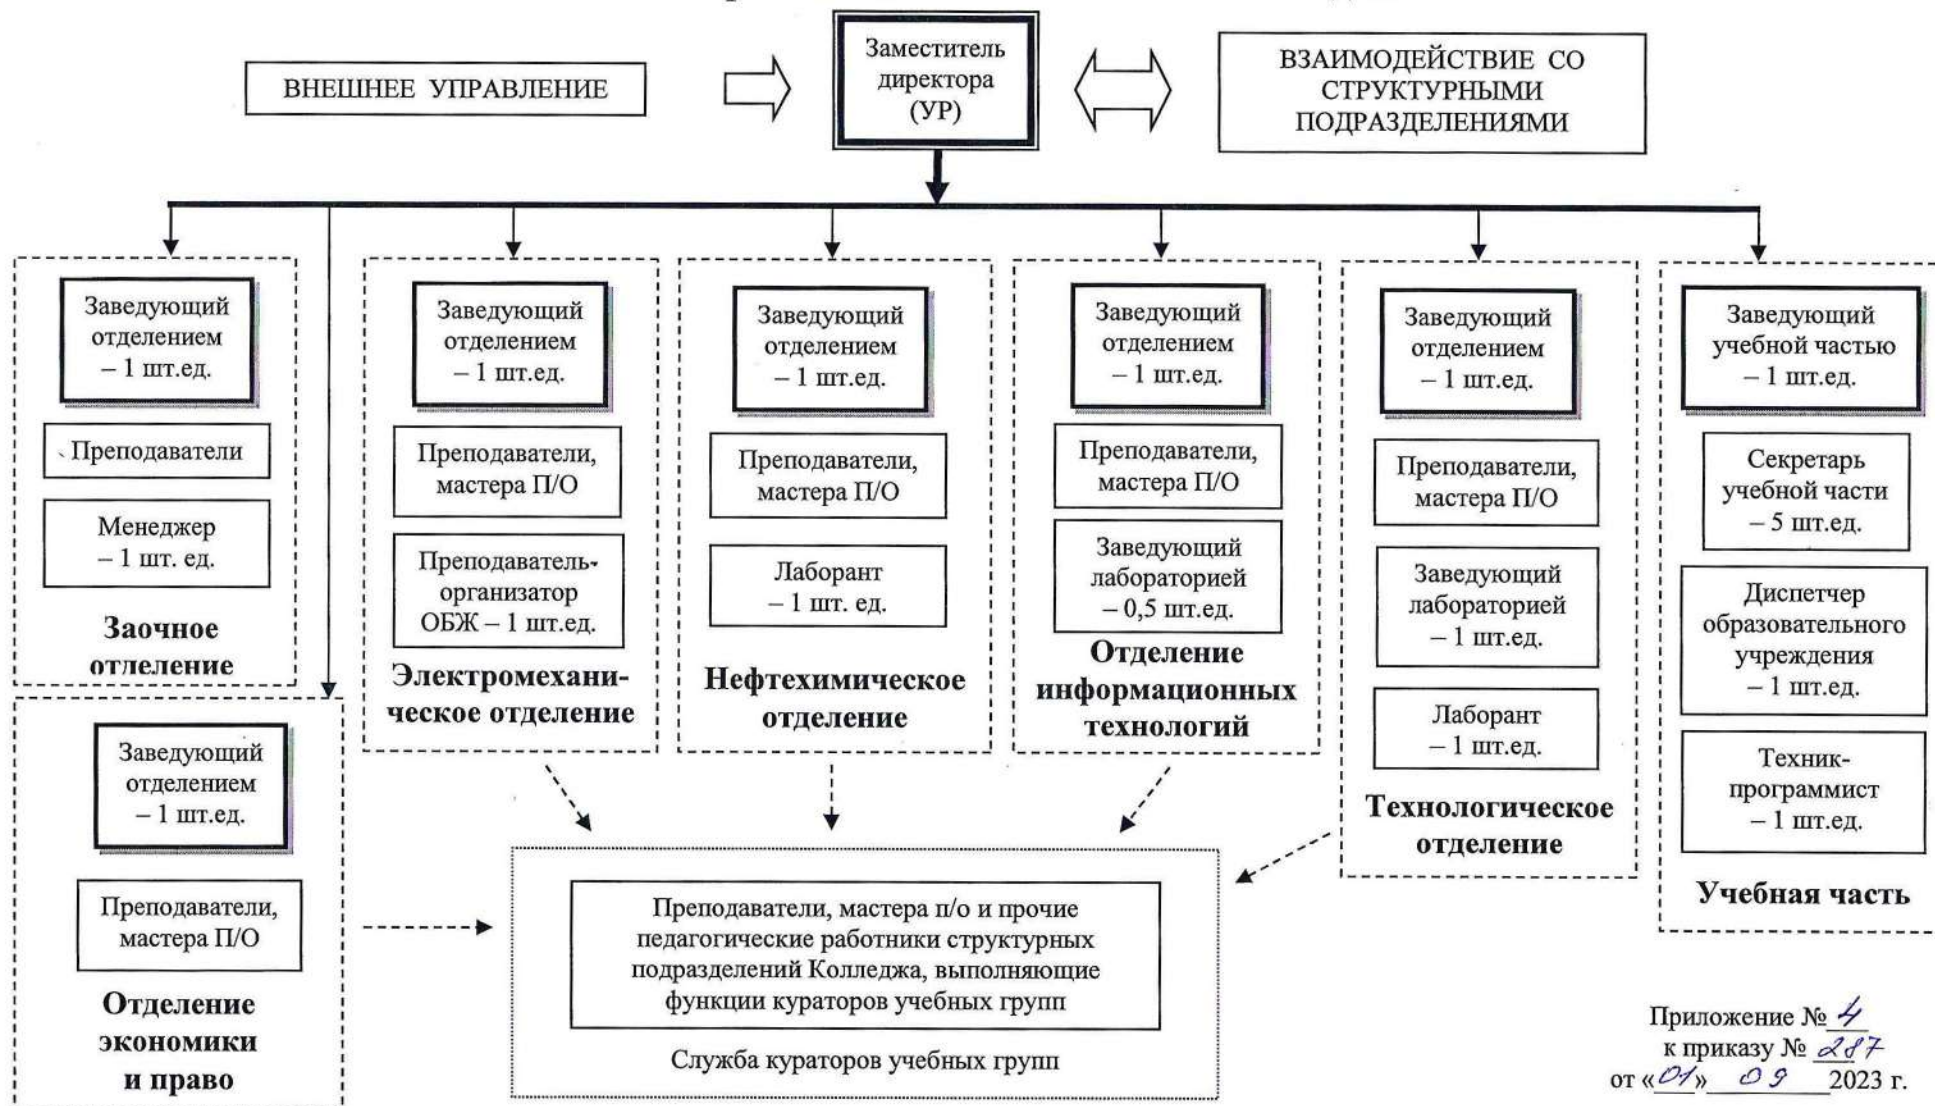 ВНЕШНЕЕ УПРАВЛЕНИЕ
Заместитель
директора
(УР)
ВЗАИМОДЕЙСТВИЕ СО
СТРУКТУРНЫМИ
ПОДРАЗДЕЛЕНИЯМИ
Заведующий
отделением
– 1 шт.ед.
Преподаватели
Менеджер
– 1 шт. ед.
Заочное
отделение
Заведующий
отделением
– 1 шт.ед.
Преподаватели,
мастера П/О
Отделение
экономики
и право
Заведующий
отделением
– 1 шт.ед.
Преподаватели,
мастера П/О
Преподаватель-
организатор
ОБЖ – 1 шт.ед.
Электромехани-
ческое отделение
Заведующий
отделением
– 1 шт.ед.
Преподаватели,
мастера П/О
Лаборант
– 1 шт. ед.
Нефтехимическое
отделение
Заведующий
отделением
– 1 шт.ед.
Преподаватели,
мастера П/О
Заведующий
лабораторией
– 0,5 шт.ед.
Отделение
информационных
технологий
Заведующий
отделением
– 1 шт.ед.
Преподаватели,
мастера П/О
Заведующий
лабораторией
– 1 шт.ед.
Лаборант
– 1 шт.ед.
Технологическое
отделение
Заведующий
учебной частью
– 1 шт.ед.
Секретарь
учебной части
– 5 шт.ед.
Диспетчер
образовательного
учреждения
– 1 шт.ед.
Техник-
программист
– 1 шт.ед.
Учебная часть
Преподаватели, мастера п/о и прочие
педагогические работники структурных
подразделений Колледжа, выполняющие
функции кураторов учебных групп
Служба кураторов учебных групп
Приложение № 4
к приказу № 287
от «01» 09 2023 г.